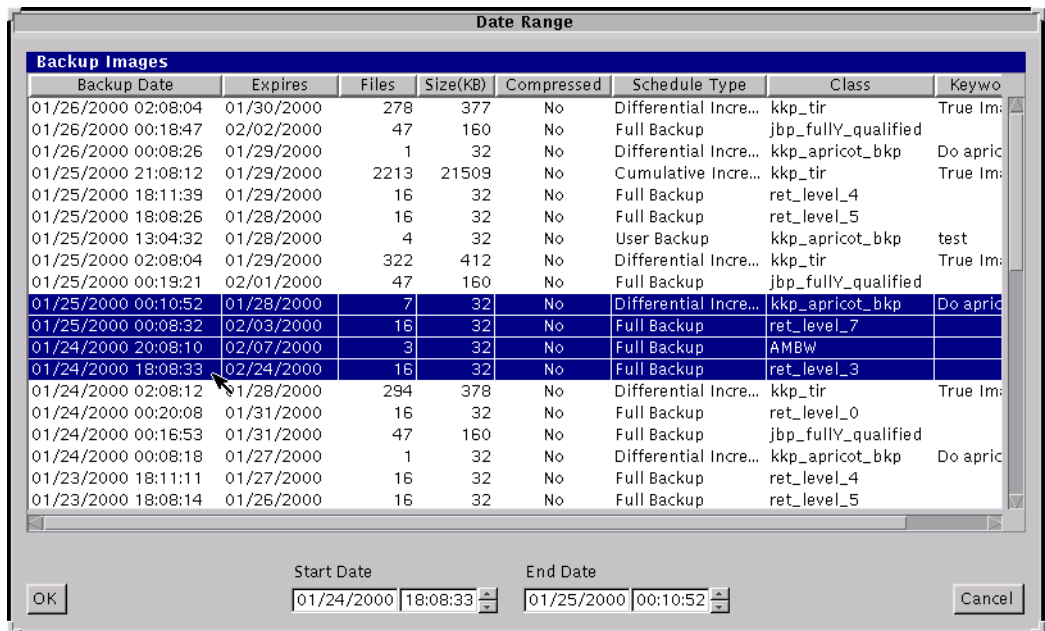 Date Range
Backup Images
Backup Date Expires Files Size(KB) Compressed Schedule Type Class Keywo
01/26/2000 02:08:04 01/30/2000 278 377 No Differential Incre... kkp_tir True Im
01/26/2000 00:18:47 02/02/2000 47 160 No Full Backup jbp_fullY_qualified
01/26/2000 00:08:26 01/29/2000 1 32 No Differential Incre... kkp_apricot_bkp Do apric
01/25/2000 21:08:12 01/29/2000 2213 21509 No Cumulative Incre... kkp_tir True Im
01/25/2000 18:11:39 01/29/2000 16 32 No Full Backup ret_level_4
01/25/2000 18:08:26 01/28/2000 16 32 No Full Backup ret_level_5
01/25/2000 13:04:32 01/28/2000 4 32 No User Backup kkp_apricot_bkp test
01/25/2000 02:08:04 01/29/2000 322 412 No Differential Incre... kkp_tir True Im
01/25/2000 00:19:21 02/01/2000 47 160 No Full Backup jbp_fullY_qualified
01/25/2000 00:10:52 01/28/2000 7 32 No Differential Incre... kkp_apricot_bkp Do apric
01/25/2000 00:08:32 02/03/2000 16 32 No Full Backup ret_level_7
01/24/2000 20:08:10 02/07/2000 3 32 No Full Backup AMBW
01/24/2000 18:08:33 02/24/2000 16 32 No Full Backup ret_level_3
01/24/2000 02:08:12 01/28/2000 294 378 No Differential Incre... kkp_tir True Im
01/24/2000 00:20:08 01/31/2000 16 32 No Full Backup ret_level_0
01/24/2000 00:16:53 01/31/2000 47 160 No Full Backup jbp_fullY_qualified
01/24/2000 00:08:18 01/27/2000 1 32 No Differential Incre... kkp_apricot_bkp Do apric
01/23/2000 18:11:11 01/27/2000 16 32 No Full Backup ret_level_4
01/23/2000 18:08:14 01/26/2000 16 32 No Full Backup ret_level_5
Start Date End Date
OK 01/24/2000 18:08:33 01/25/2000 00:10:52 Cancel